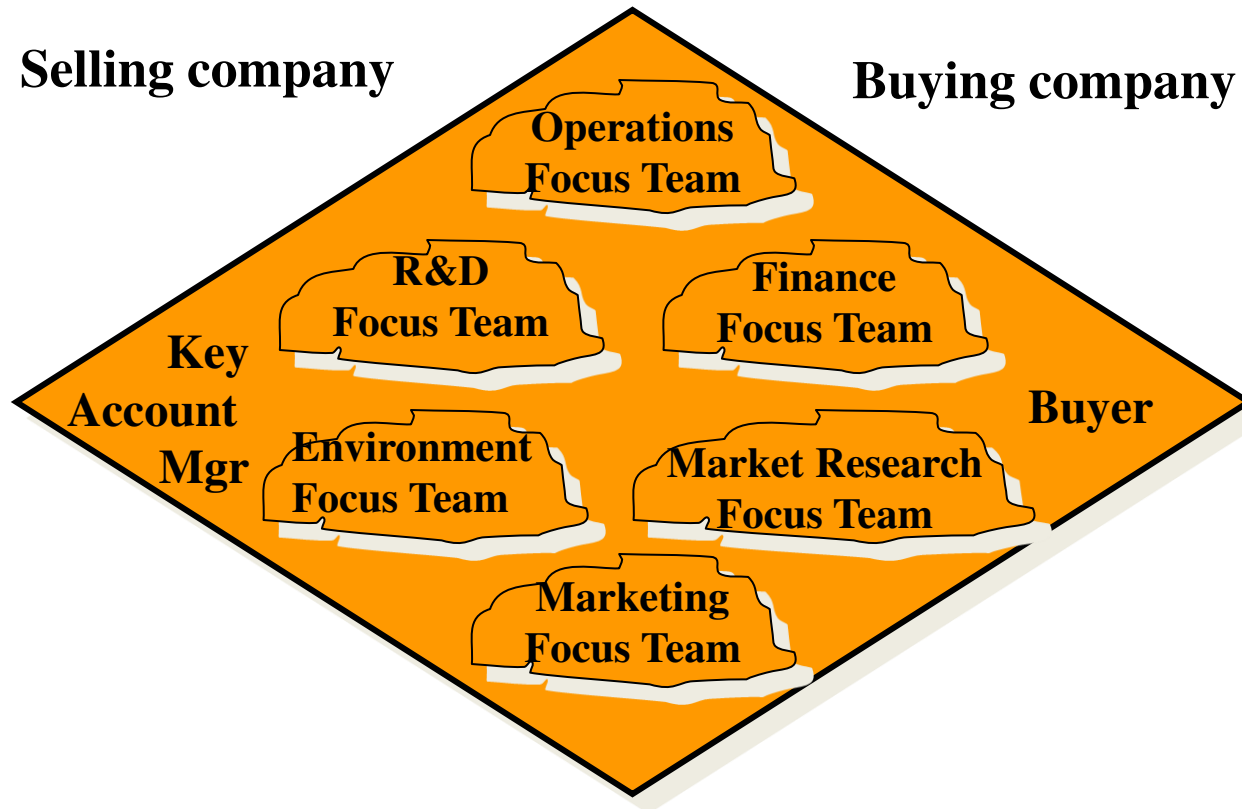 Selling company
Buying company
Operations
Focus Team
R&D
Focus Team
Finance
Focus Team
Key
Account
Mgr
Buyer
Environment
Focus Team
Market Research
Focus Team
Marketing
Focus Team